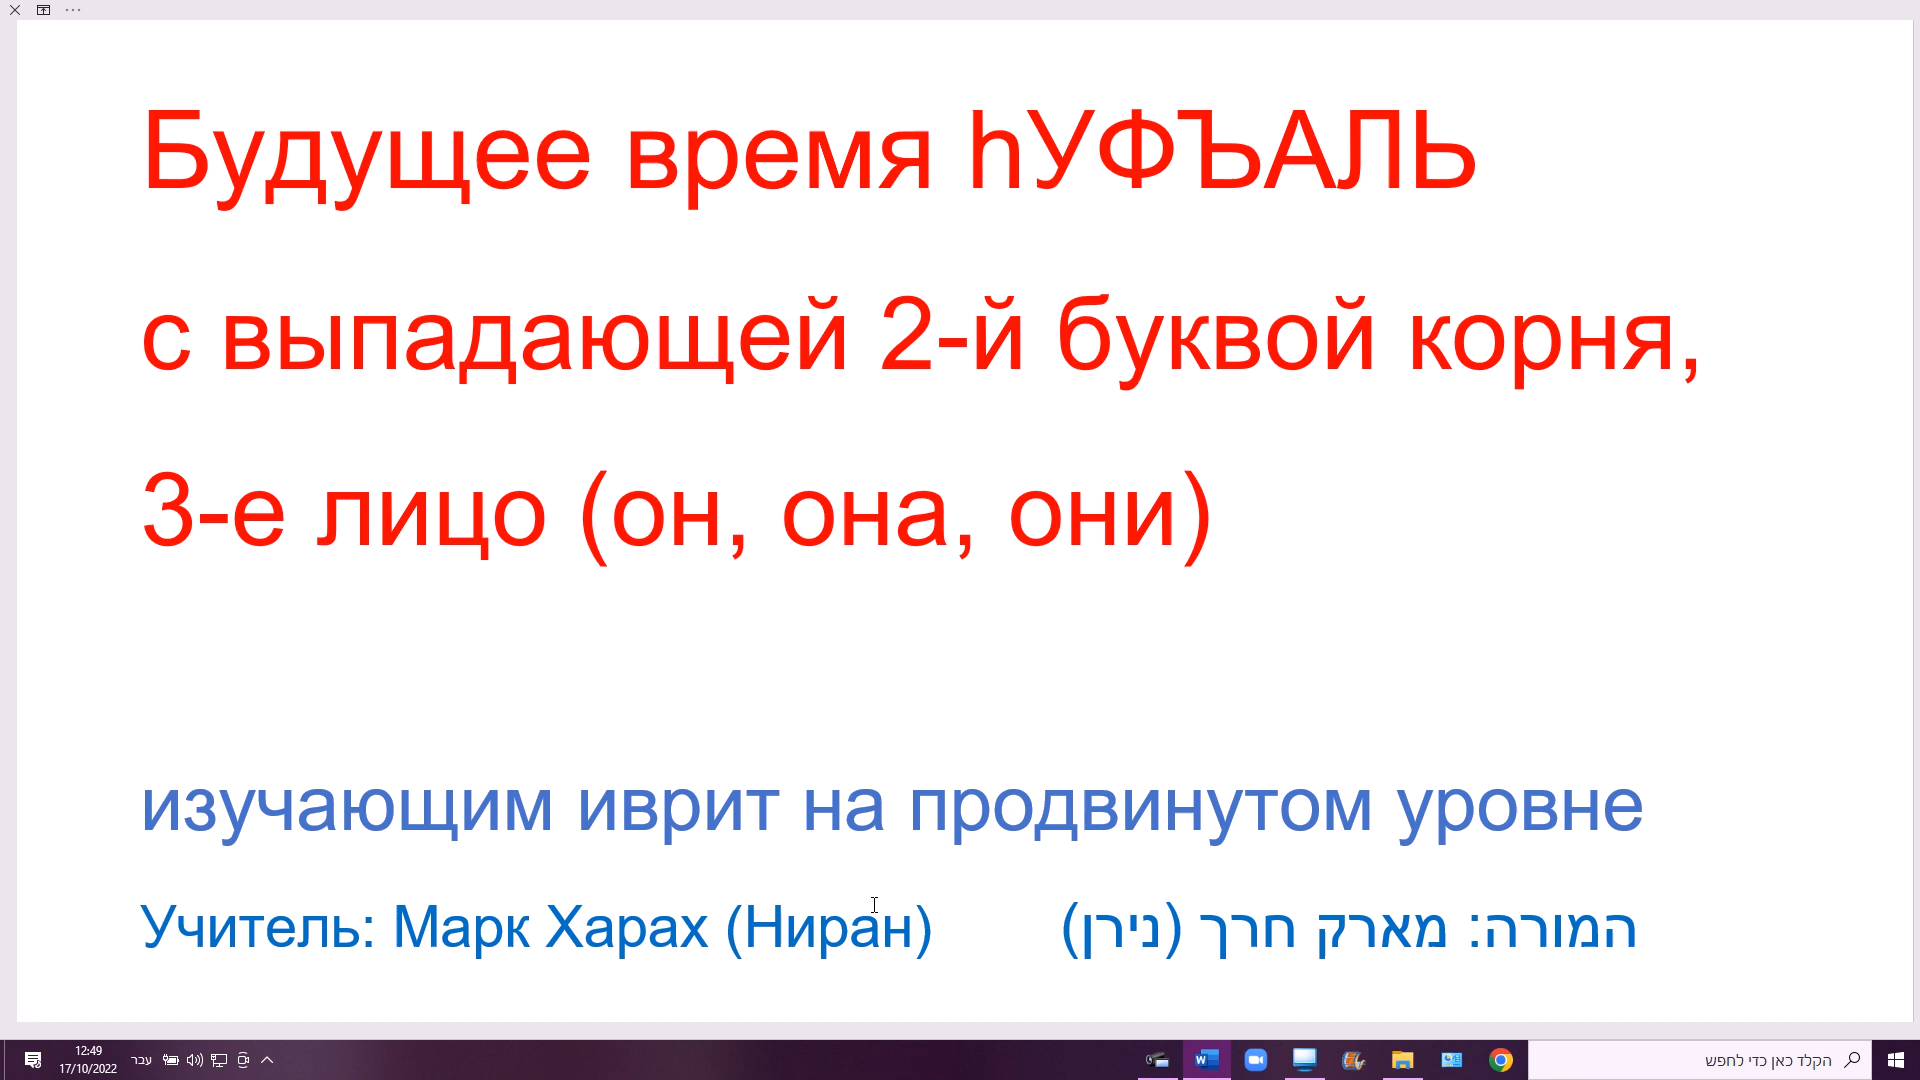 Будущее время hУФЪАЛЬ
с выпадающей 2-й буквой корня,
3-е лицо (он, она, они)
изучающим иврит на продвинутом уровне
Учитель: Марк Харах (Ниран) המורה: מארק חרך (נירן)
12:49
17/10/2022
עבר
הקלד כאן כדי לחפש